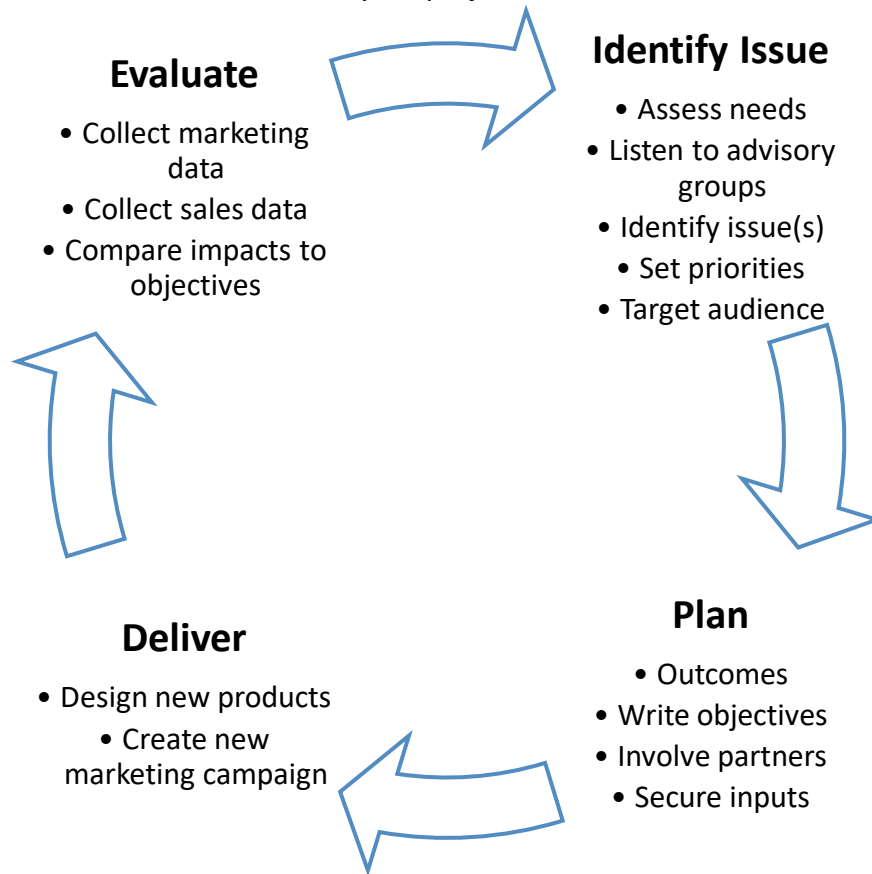 Evaluate
• Collect marketing
data
• Collect sales data
• Compare impacts to
objectives
Identify Issue
• Assess needs
• Listen to advisory
groups
• Identify issue(s)
• Set priorities
• Target audience
Plan
• Outcomes
• Write objectives
• Involve partners
• Secure inputs
Deliver
• Design new products
• Create new
marketing campaign